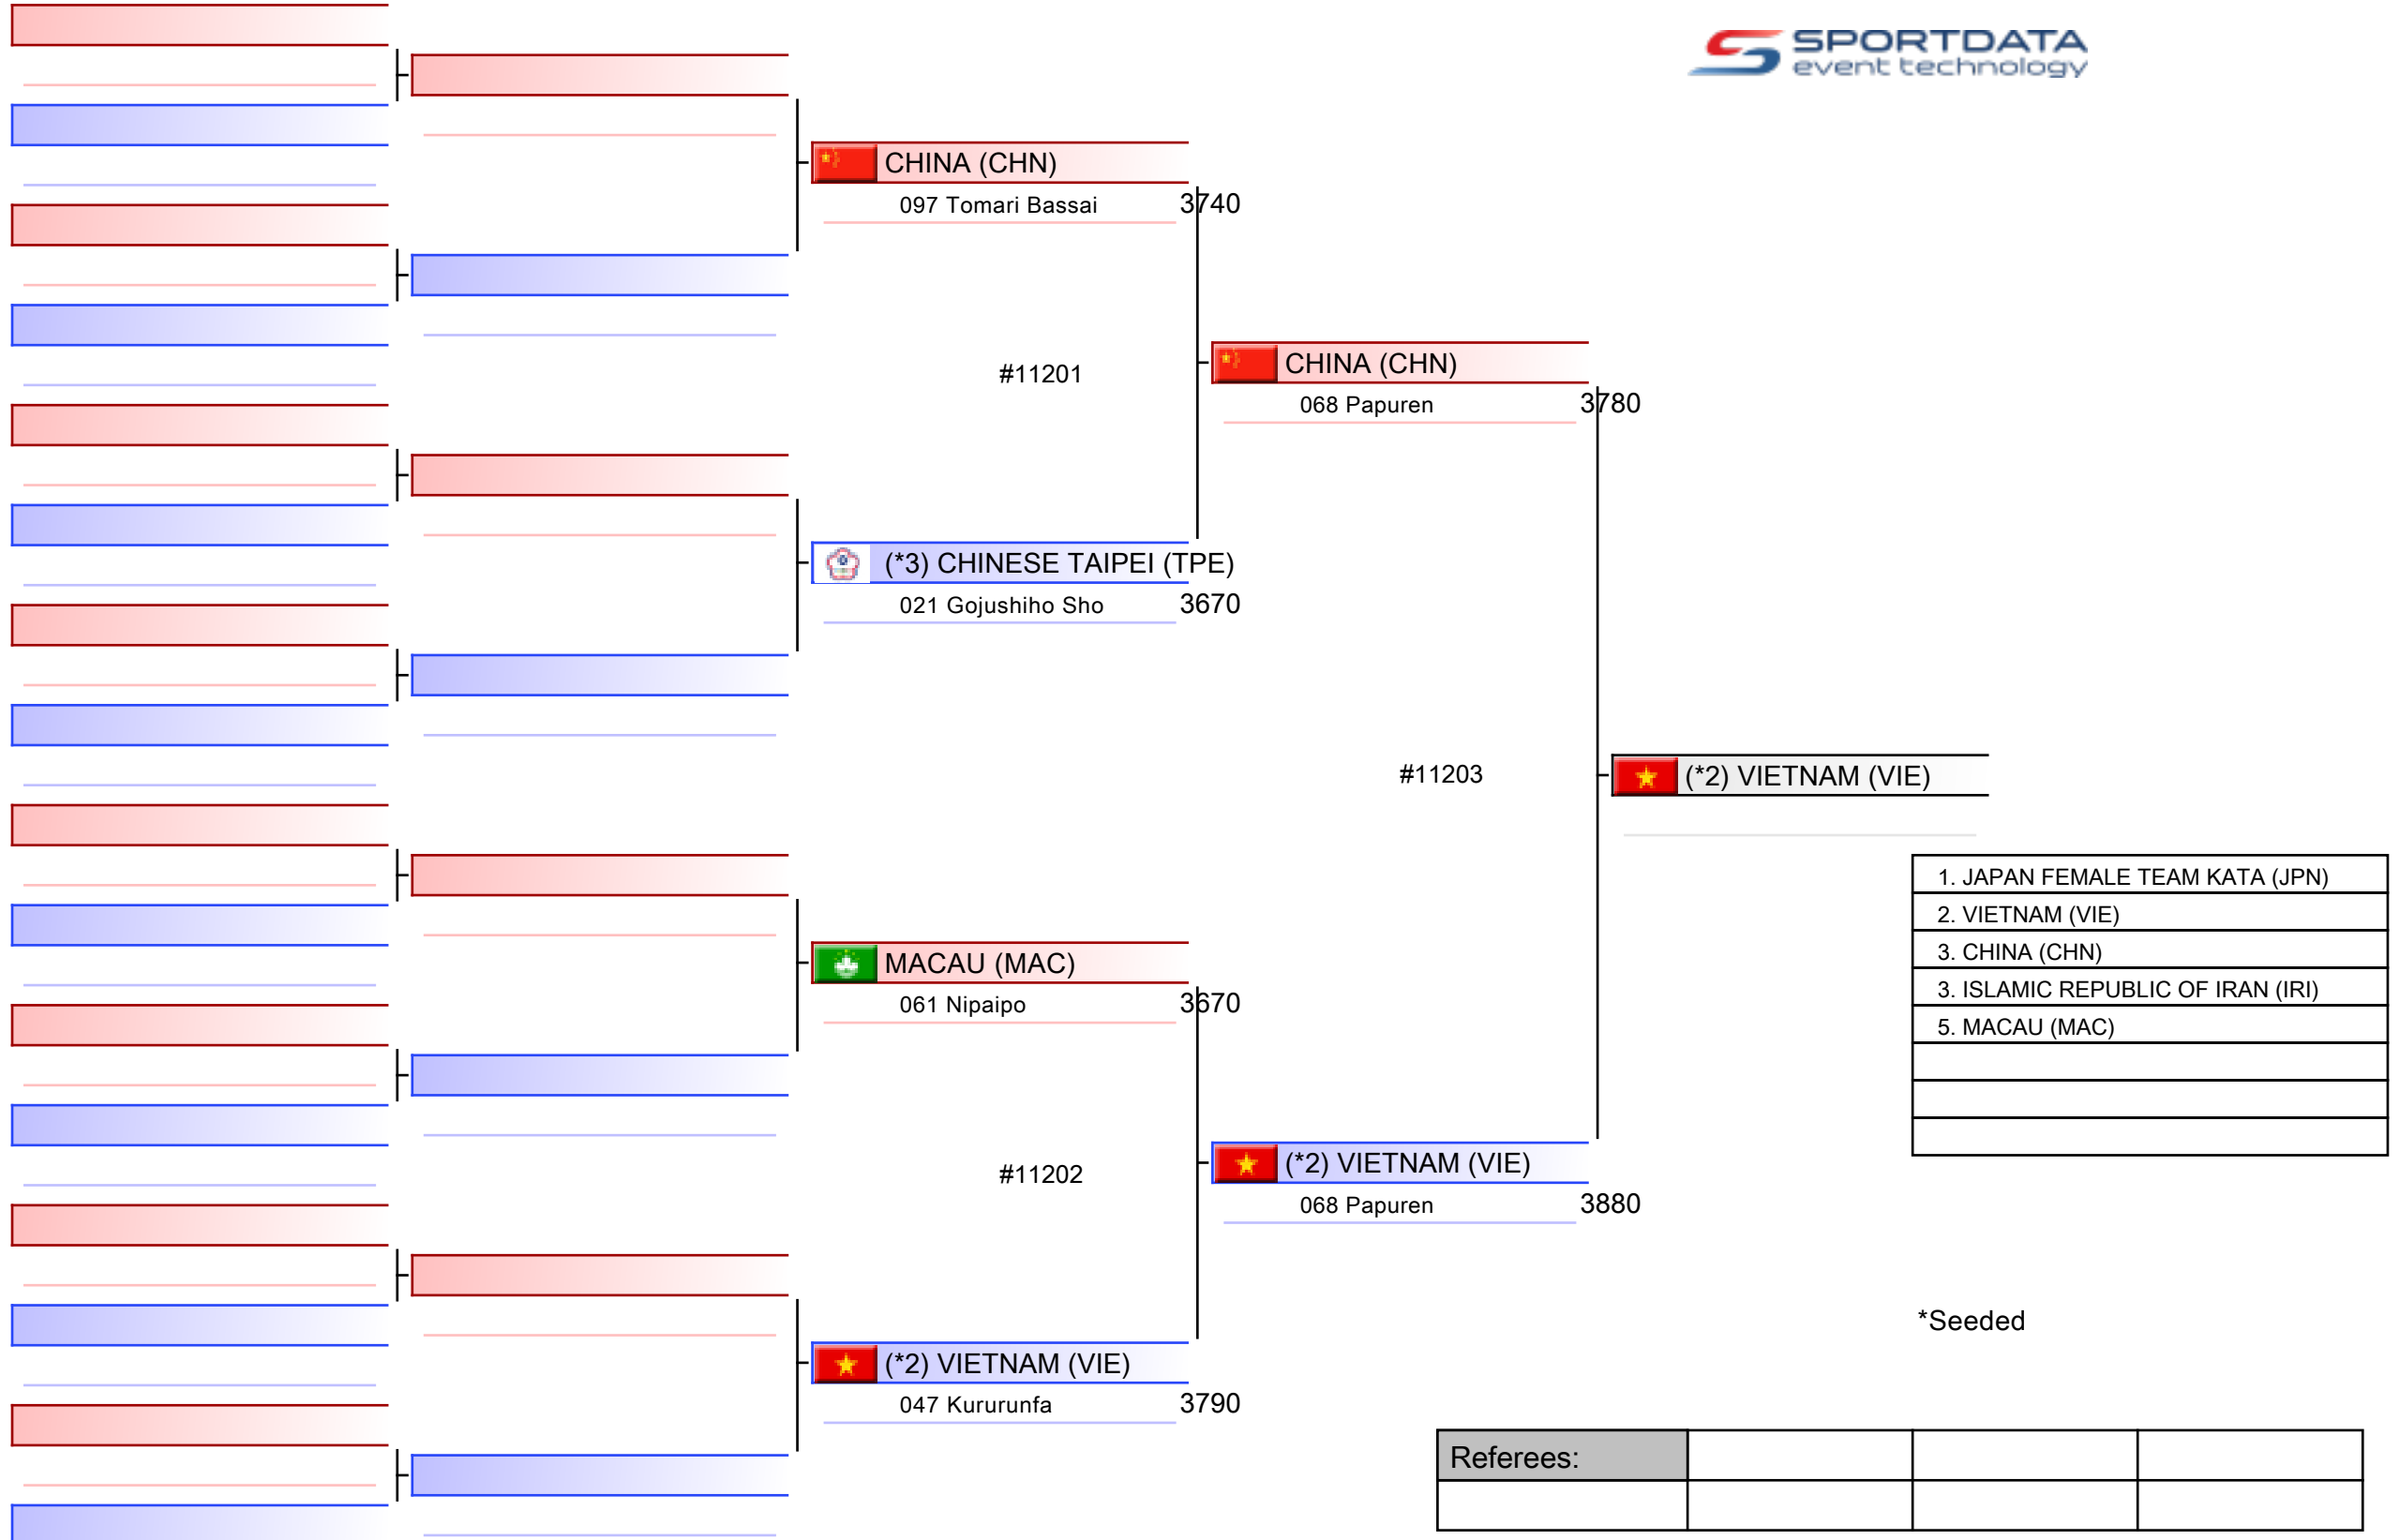 SPORTDATA
event technology
CHINA (CHN)
097 Tomari Bassai 3740
#11201
CHINA (CHN)
068 Papuren 3780
(*3) CHINESE TAIPEI (TPE)
021 Gojushiho Sho 3670
#11203
(*2) VIETNAM (VIE)
1. JAPAN FEMALE TEAM KATA (JPN)
2. VIETNAM (VIE)
3. CHINA (CHN)
3. ISLAMIC REPUBLIC OF IRAN (IRI)
5. MACAU (MAC)
MACAU (MAC)
061 Nipaipo 3670
#11202
(*2) VIETNAM (VIE)
068 Papuren 3880
(*2) VIETNAM (VIE)
047 Kururunfa 3790
*Seeded
Referees: